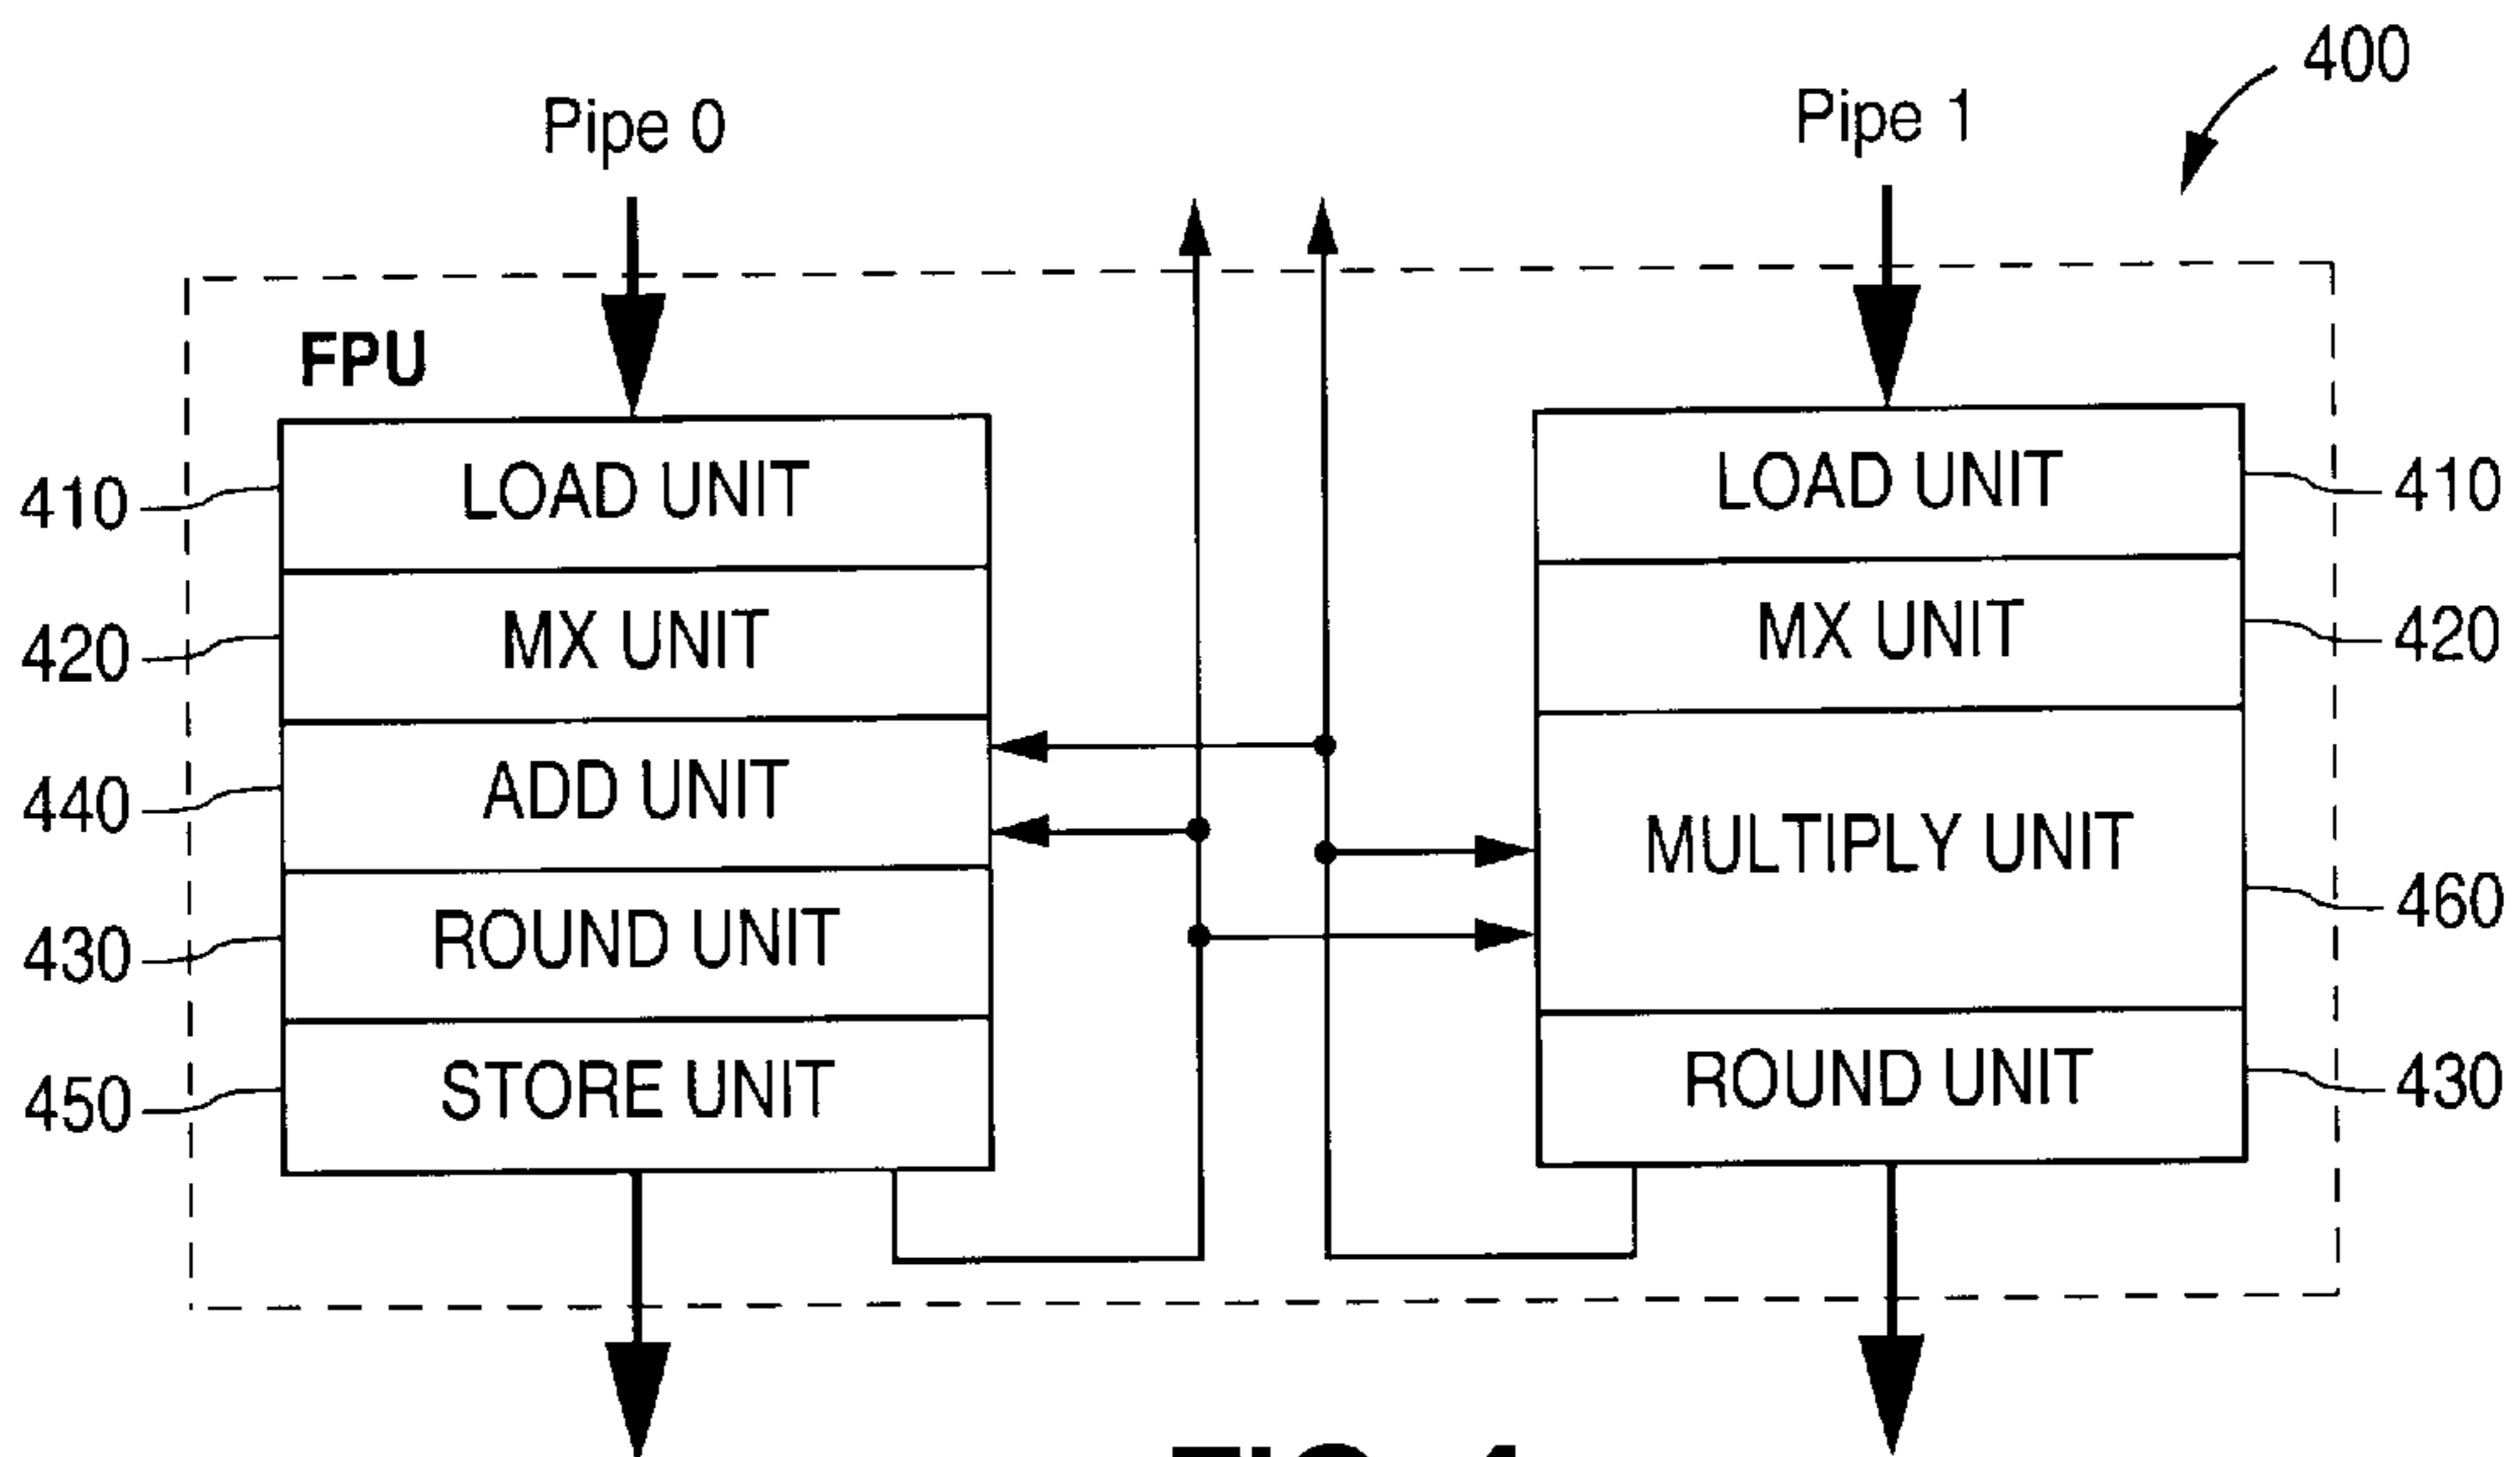 400
Pipe 0
Pipe 1
FPU
410
LOAD UNIT
LOAD UNIT
410
420
MX UNIT
MX UNIT
420
440
ADD UNIT
MULTIPLY UNIT
460
430
ROUND UNIT
450
STORE UNIT
ROUND UNIT
430